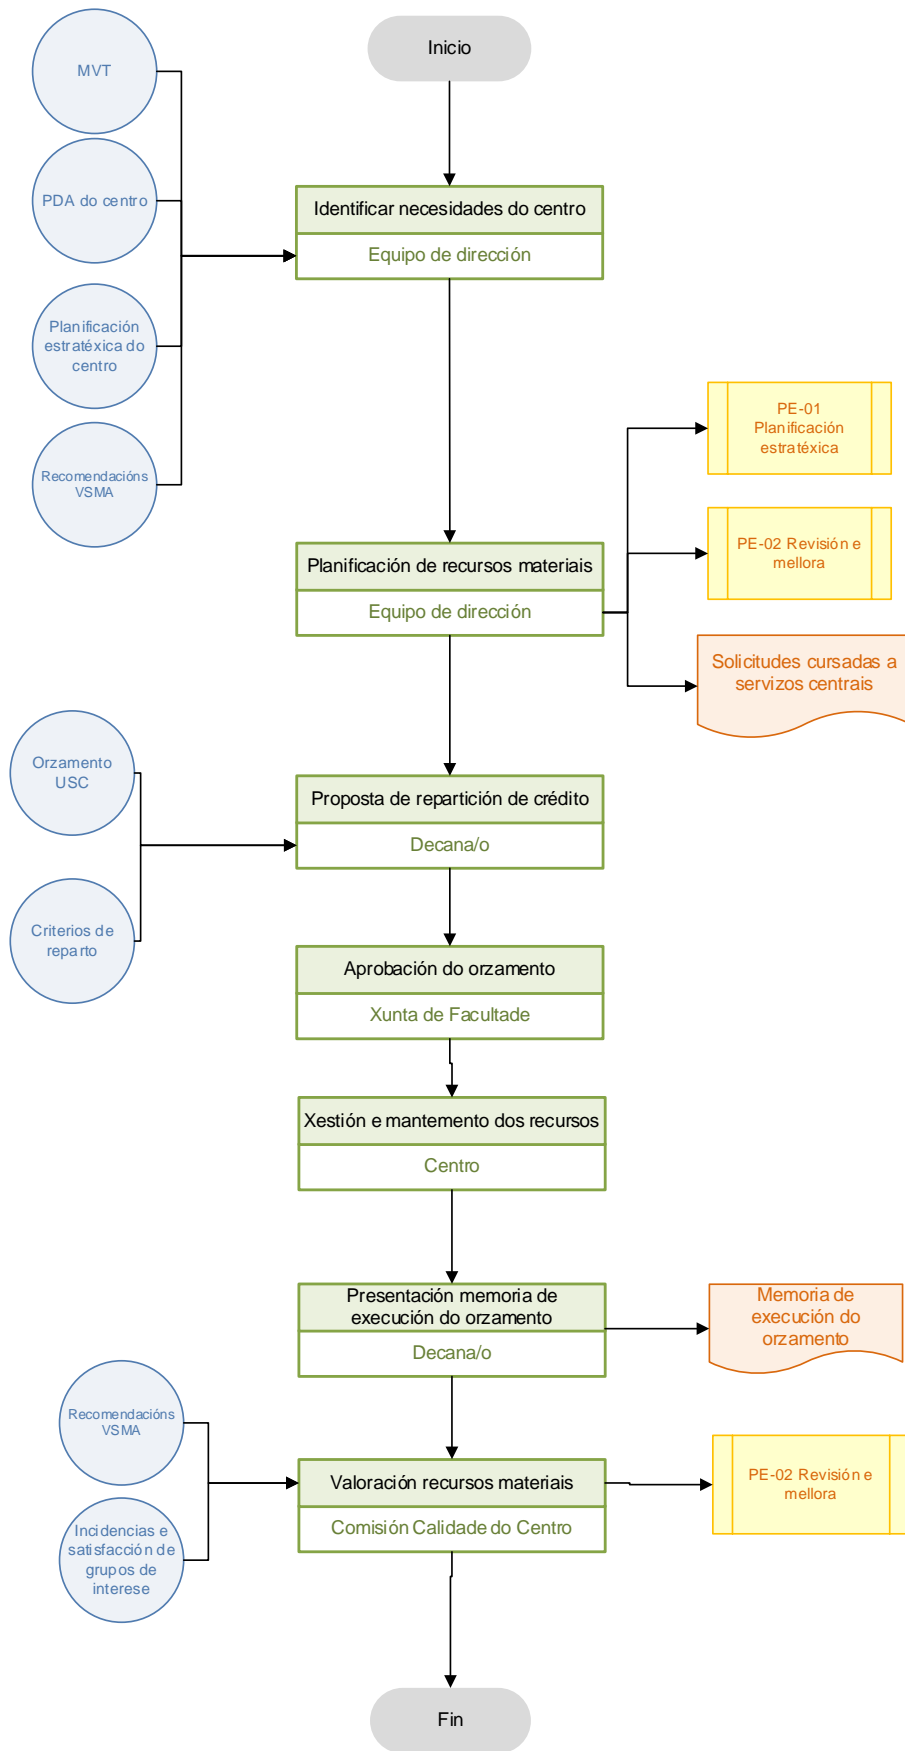 Inicio
MVT
PDA do centro
Identificar necesidades do centro
Equipo de dirección
Planificación
estratéxica do
centro
Recomendacións
VSMA
PE-01
Planificación
estratéxica
Planificación de recursos materiais
Equipo de dirección
PE-02 Revisión e
mellora
Solicitudes cursadas a
servizos centrais
Orzamento
USC
Proposta de repartición de crédito
Decana/o
Criterios de
reparto
Aprobación do orzamento
Xunta de Facultade
Xestión e mantemento dos recursos
Centro
Presentación memoria de
execución do orzamento
Decana/o
Memoria de
execución do
orzamento
Recomendacións
VSMA
Valoración recursos materiais
Comisión Calidade do Centro
PE-02 Revisión e
mellora
Incidencias e
satisfacción de
grupos de
interese
Fin